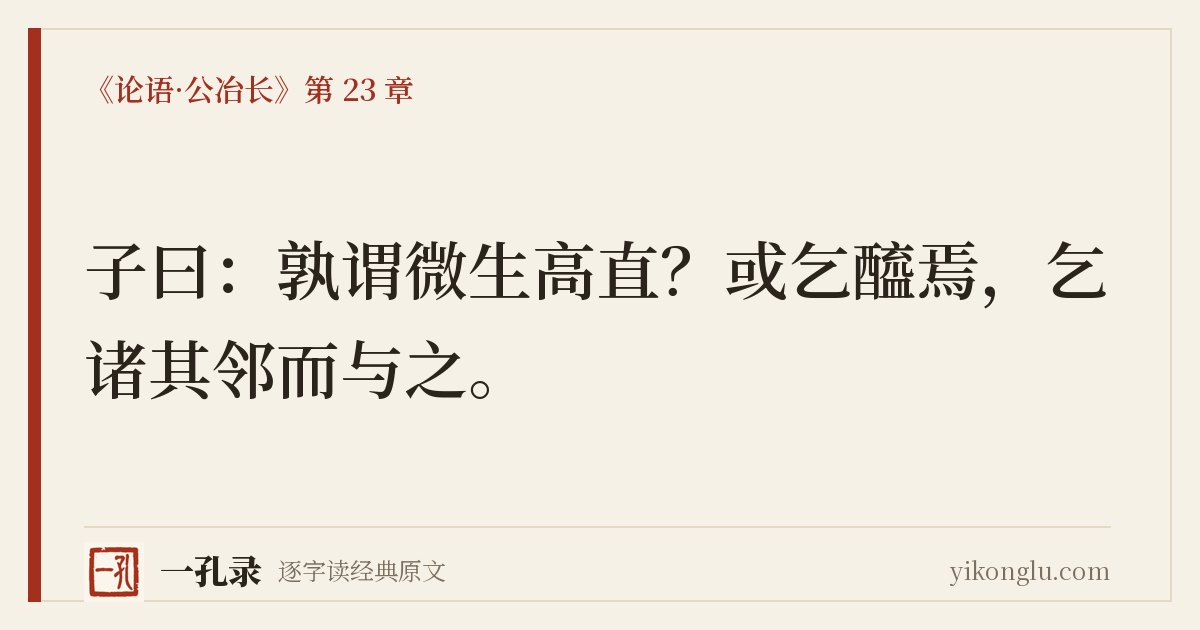 《论语·公冶长》第 23 章
子曰：孰谓微生高直？或乞醯焉，乞
诸其邻而与之。
一孔
一孔录 逐字读经典原文 yikonglu.com